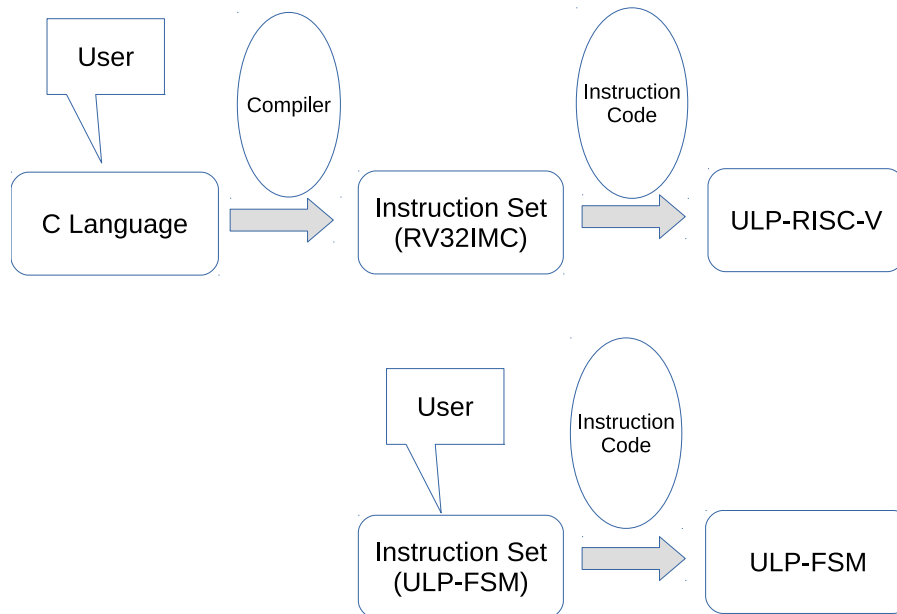 User
Compiler
Instruction
Code
C Language
Instruction Set
(RV32IMC)
ULP-RISC-V
User
Instruction
Code
Instruction Set
(ULP-FSM)
ULP-FSM